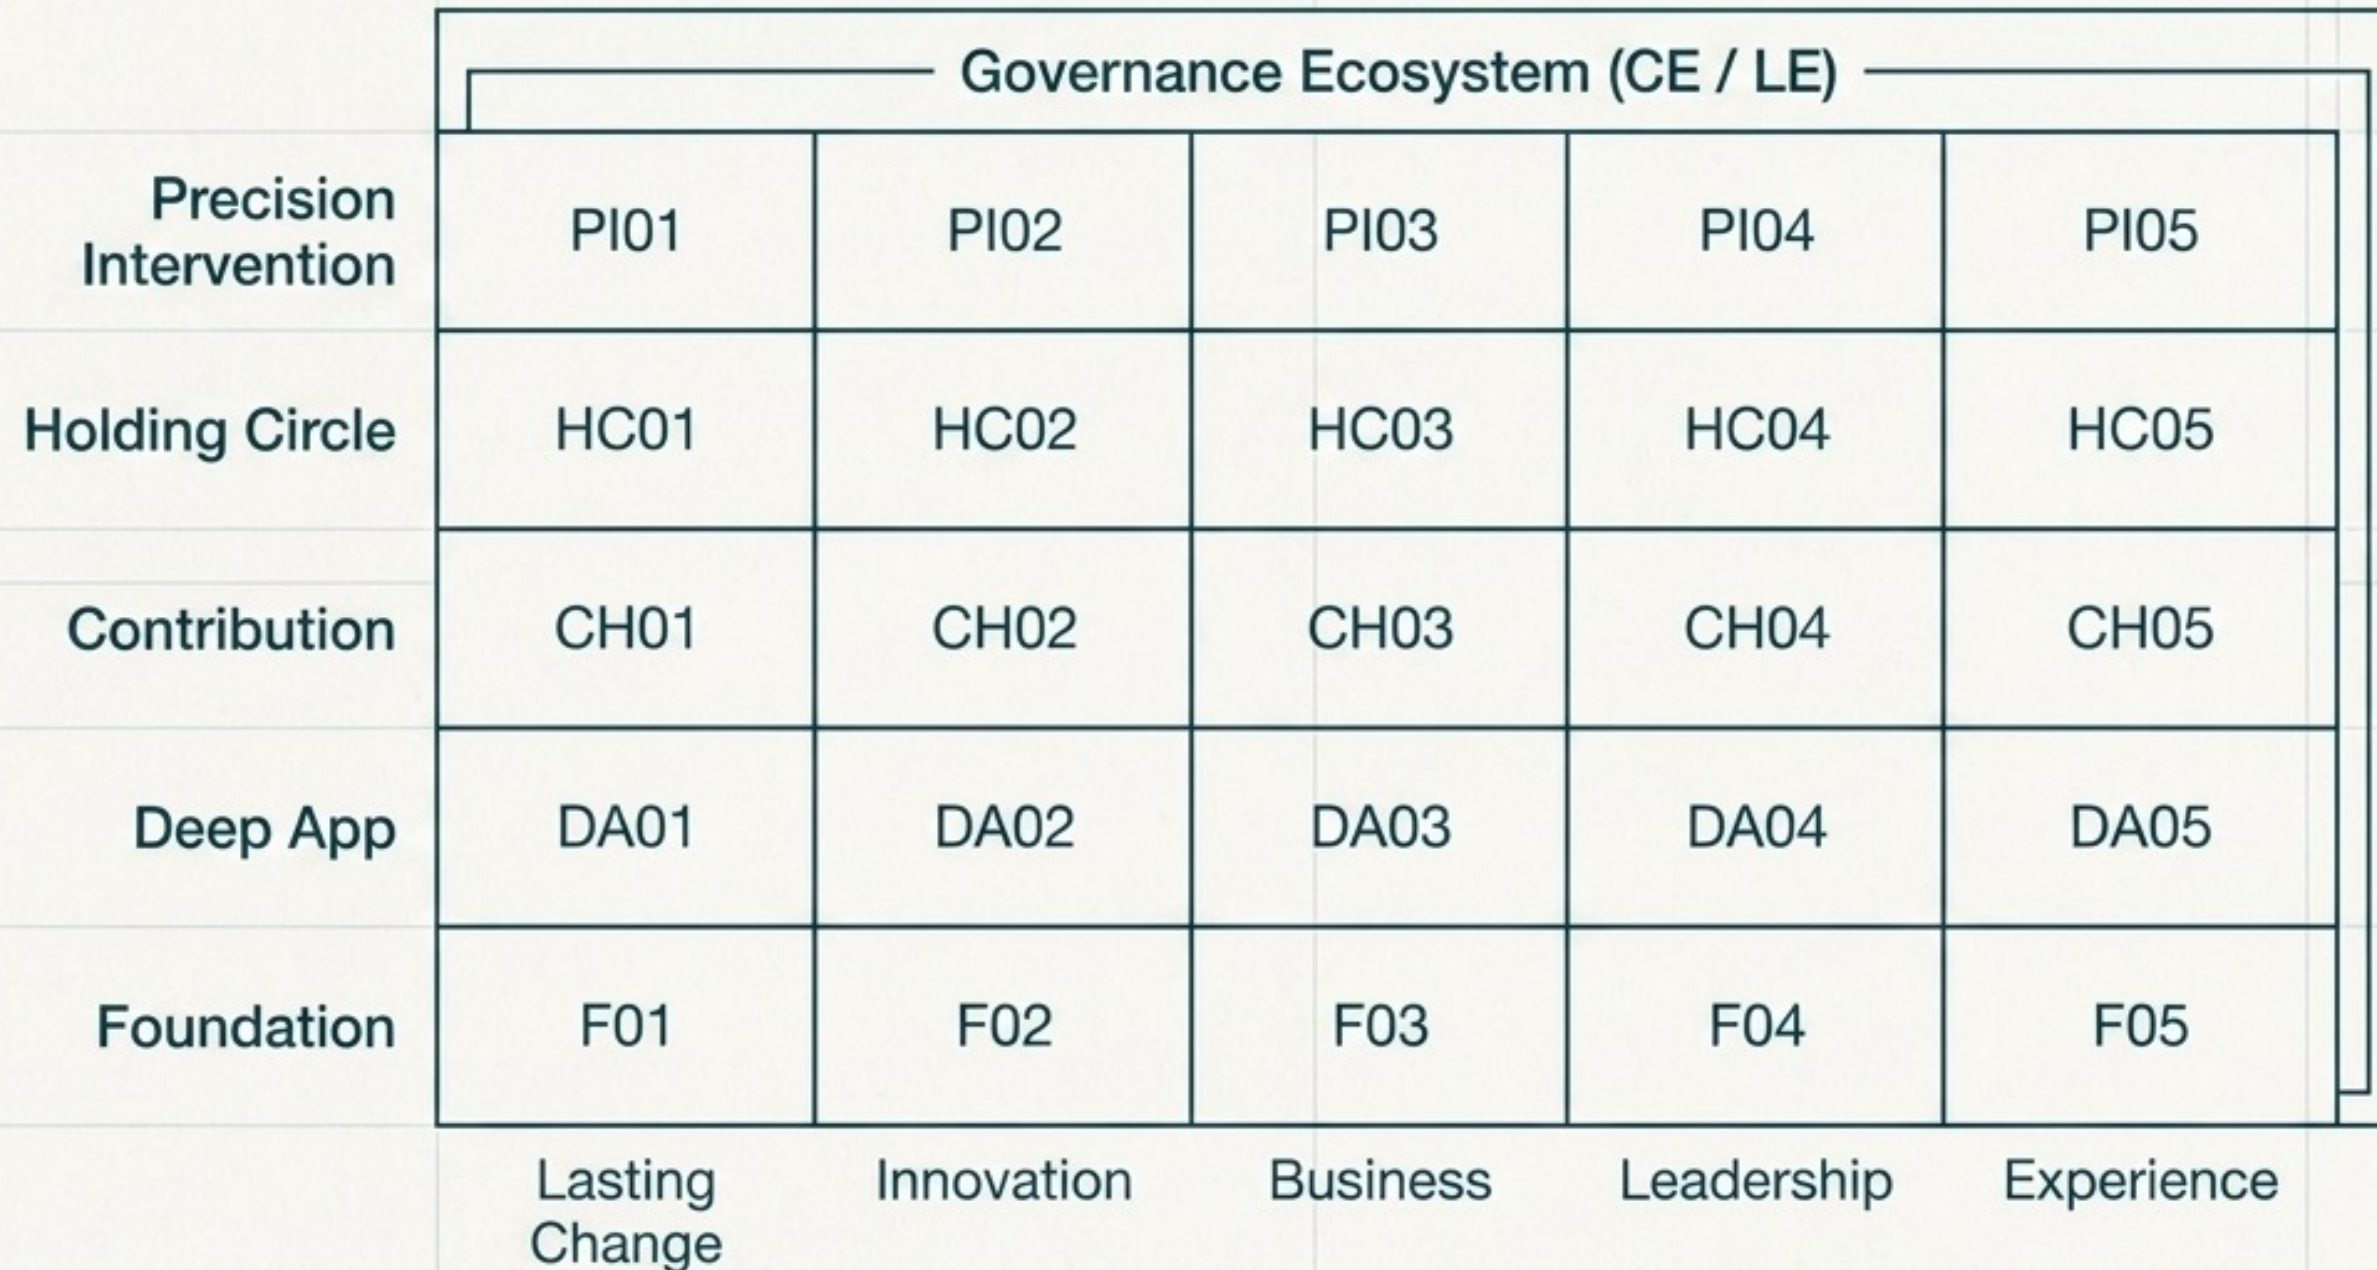 Governance Ecosystem (CE / LE)
Precision
Intervention
PI01 PI02 PI03 PI04 PI05
Holding Circle HC01 HC02 HC03 HC04 HC05
Contribution CH01 CH02 CH03 CH04 CH05
Deep App DA01 DA02 DA03 DA04 DA05
Foundation F01 F02 F03 F04 F05
Lasting
Change
Innovation
Business
Leadership
Experience